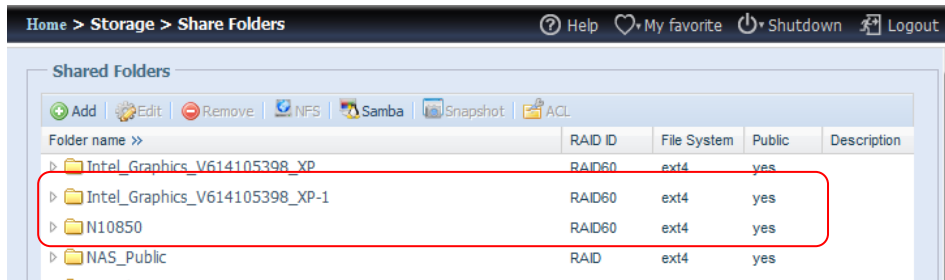 Home > Storage > Share Folders Help My favorite Shutdown Logout
Shared Folders
Add Edit Remove NFS Samba Snapshot ACL
Folder name >> RAID ID File System Public Description
Intel_Graphics_V614105398_XP RAID60 ext4 yes
Intel_Graphics_V614105398_XP-1 RAID60 ext4 yes
N10850 RAID60 ext4 yes
NAS_Public RAID ext4 yes